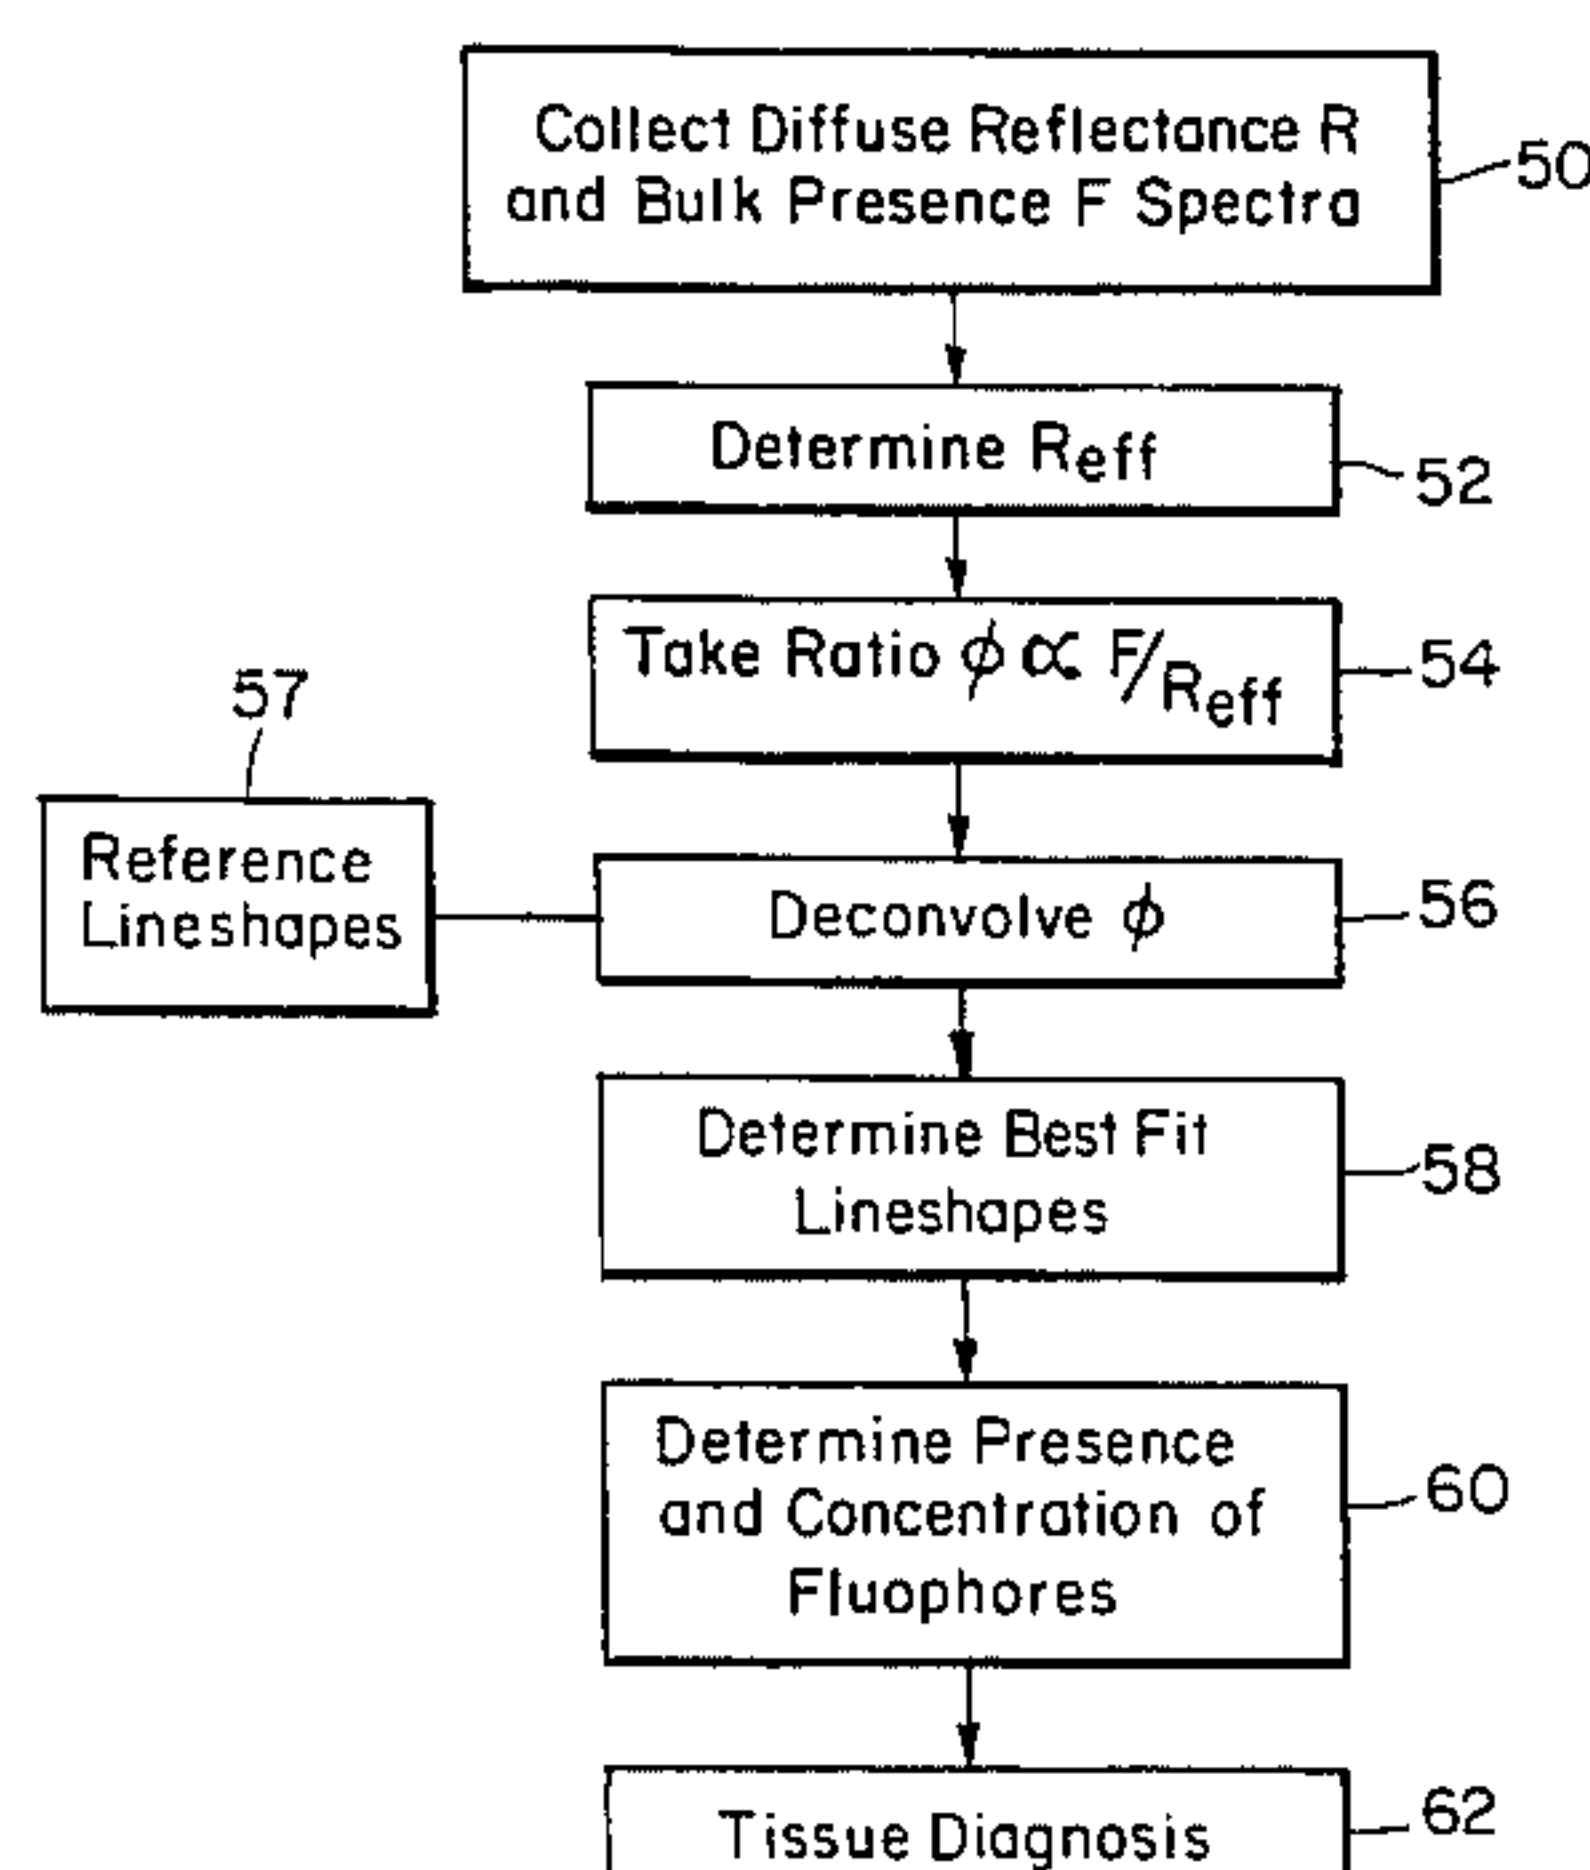 Collect Diffuse Reflectance R
and Bulk Presence F Spectra
50
Determine Reff
52
Take Ratio ϕ ∝ F/Reff
54
57
Reference
Lineshapes
Deconvolve ϕ
56
Determine Best Fit
Lineshapes
58
Determine Presence
and Concentration of
Fluophores
60
Tissue Diagnosis
62